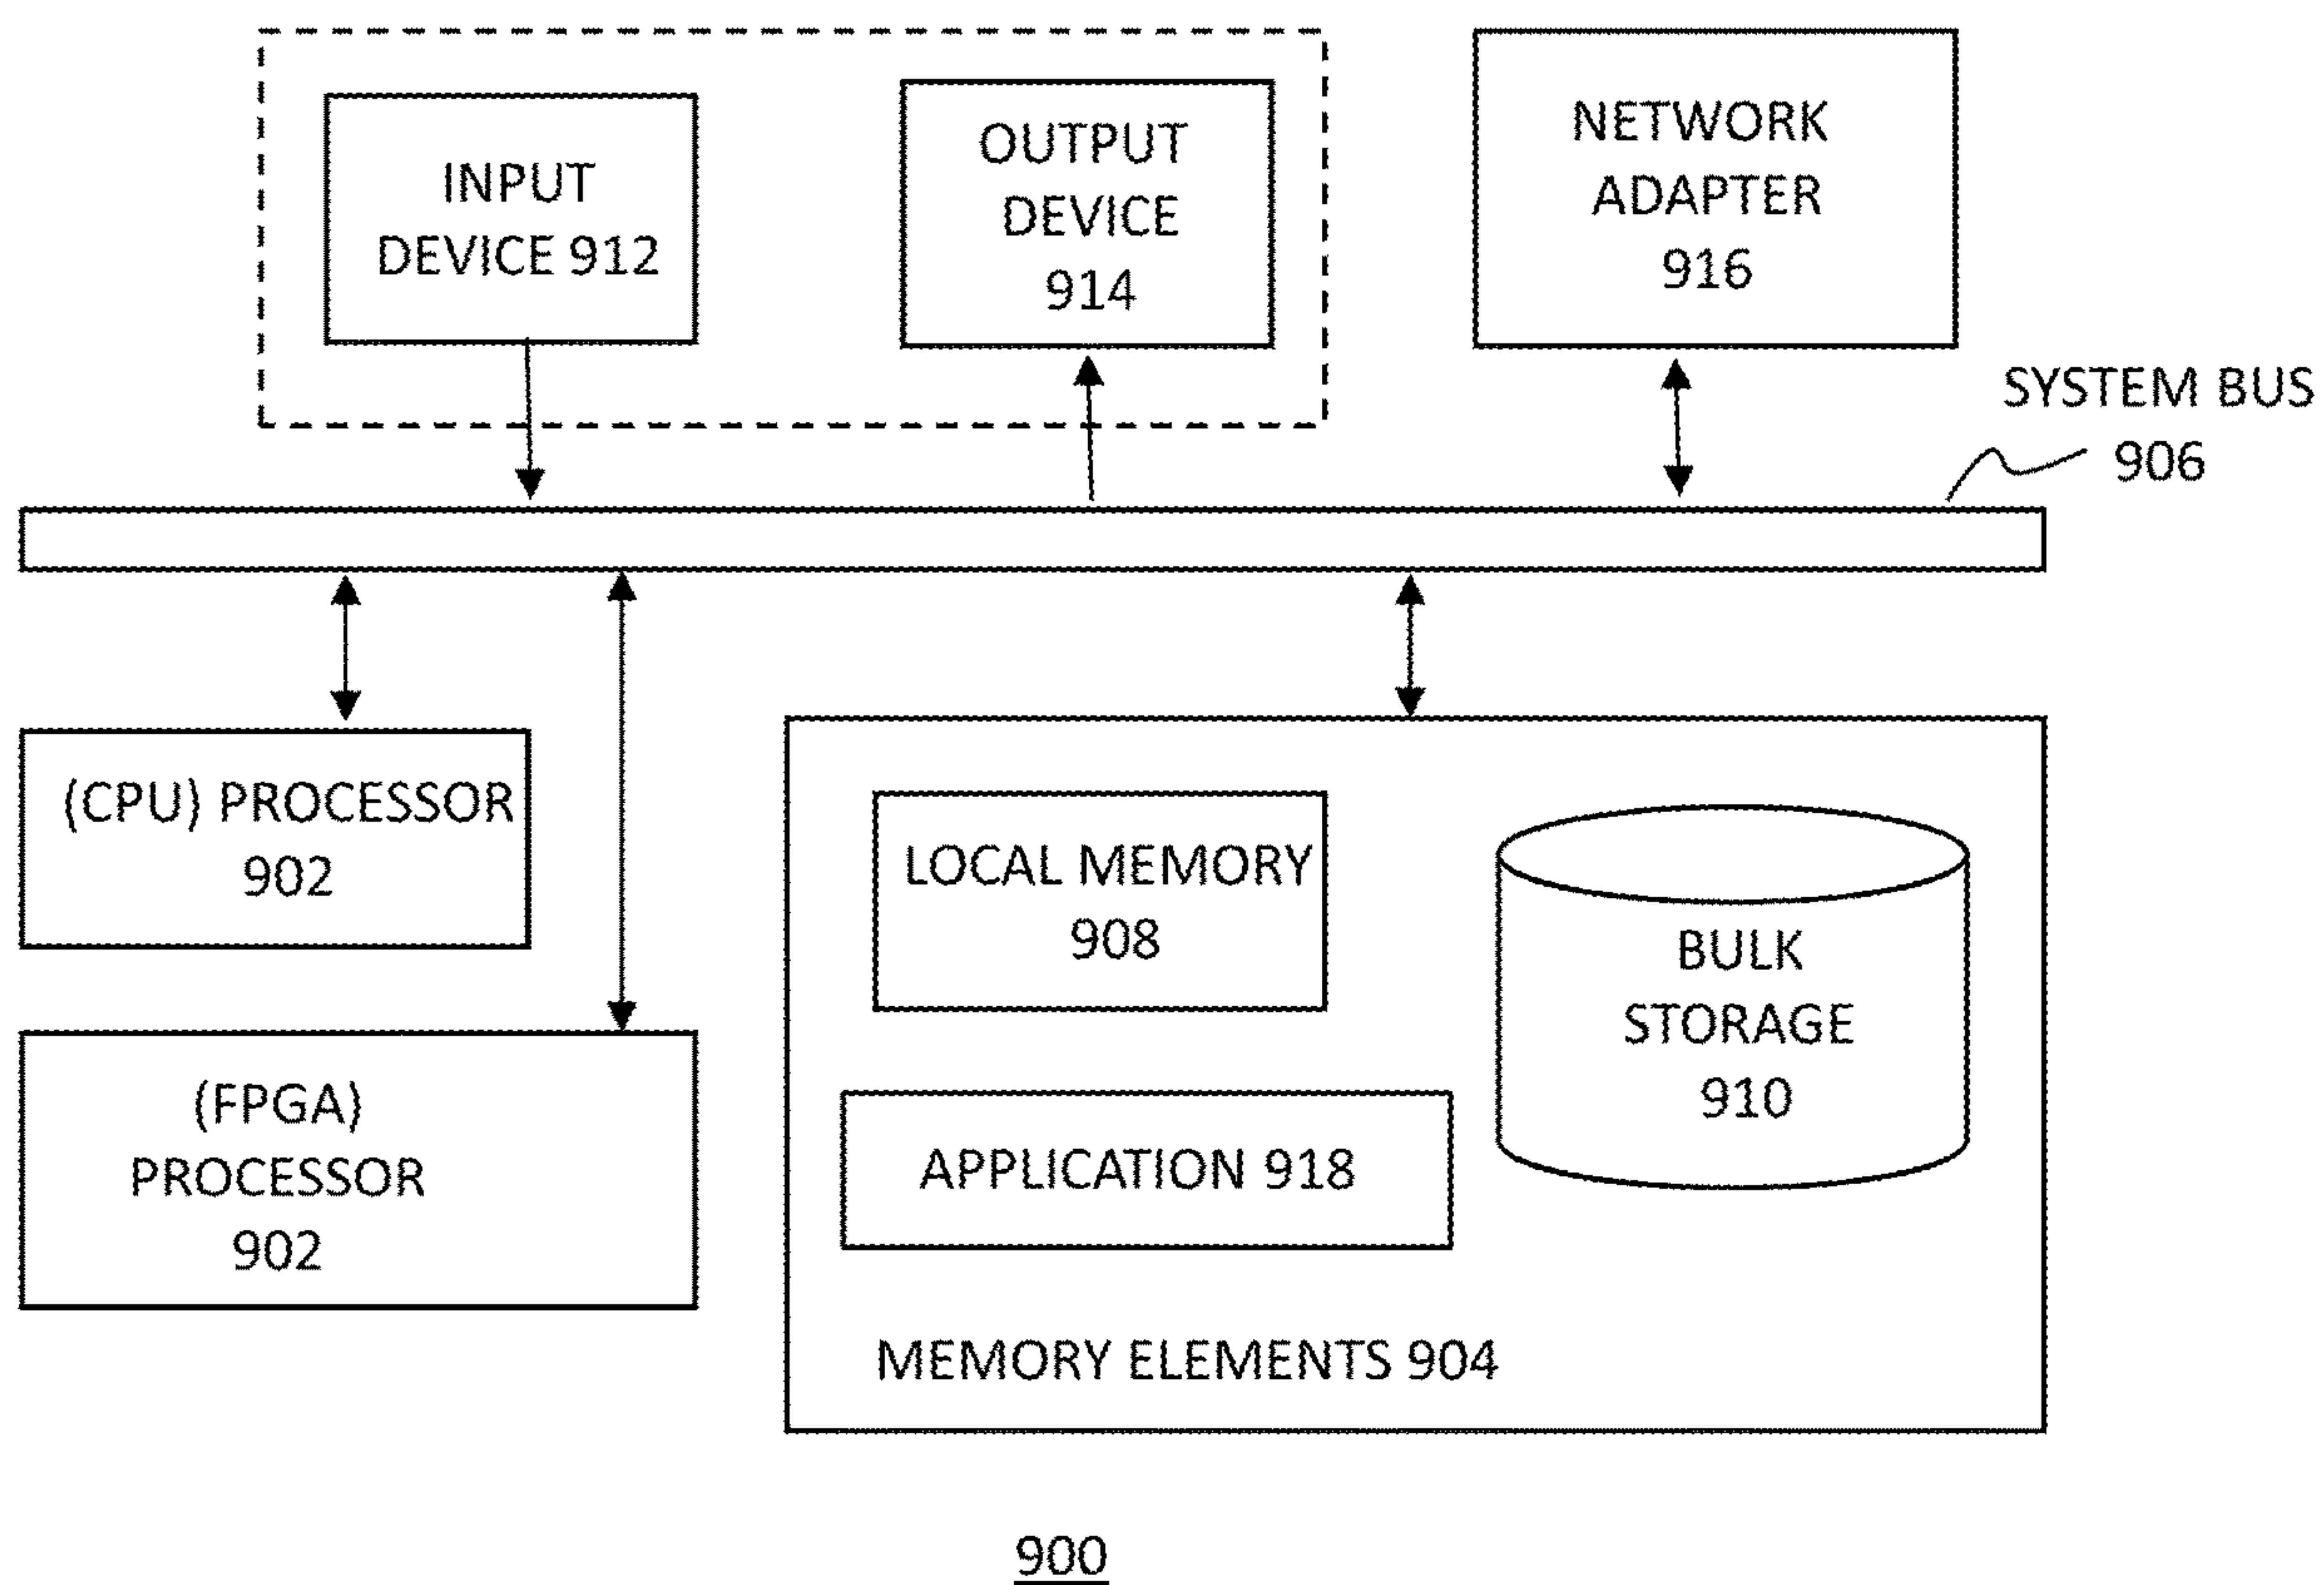 INPUT
DEVICE 912
OUTPUT
DEVICE
914
NETWORK
ADAPTER
916
SYSTEM BUS
906
(CPU) PROCESSOR
902
(FPGA)
PROCESSOR
902
LOCAL MEMORY
908
APPLICATION 918
BULK
STORAGE
910
MEMORY ELEMENTS 904
900